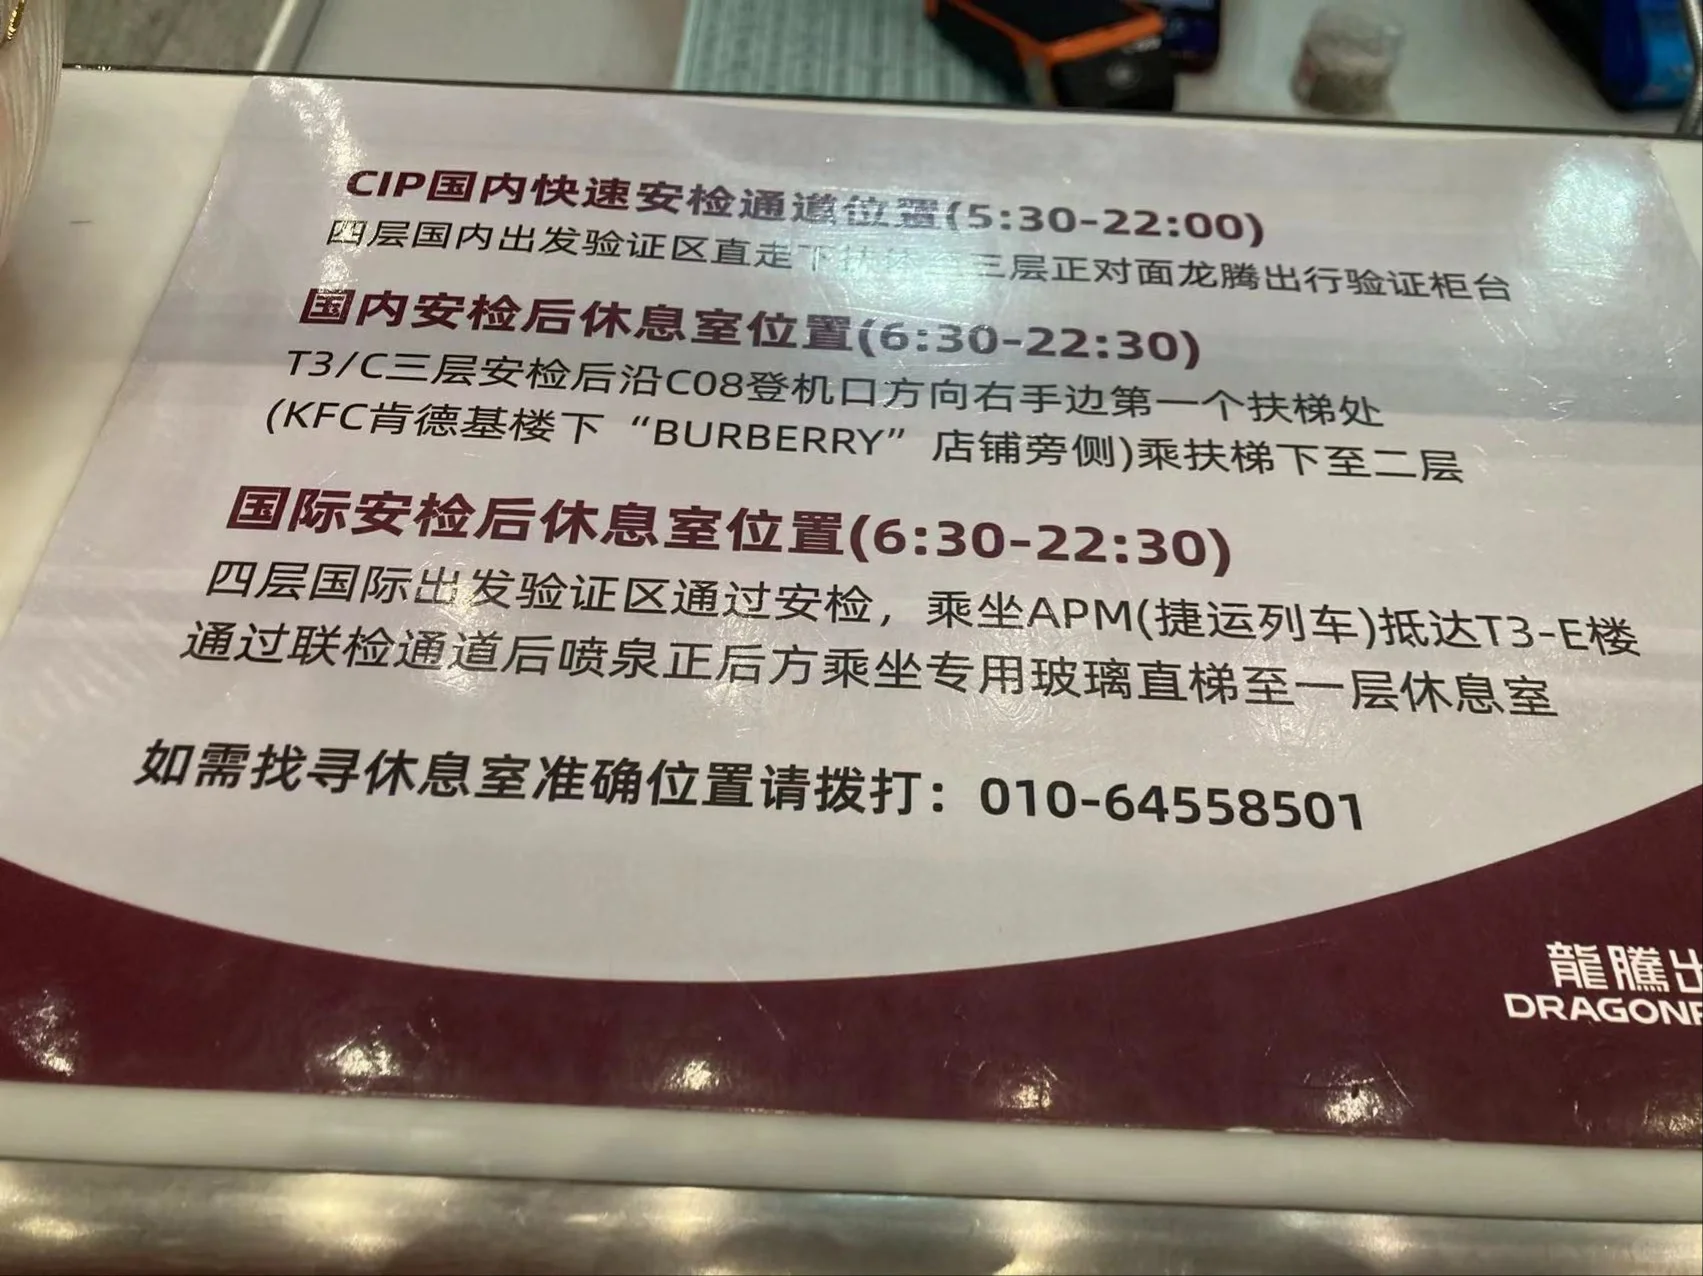 CIP国内快速安检通道位置(5:30-22:00)
四层国内出发验证区直走下扶梯至三层正对面龙腾出行验证柜台
国内安检后休息室位置(6:30-22:30)
T3/C三层安检后沿C08登机口方向右手边第一个扶梯处
(KFC肯德基楼下“BURBERRY”店铺旁侧)乘扶梯下至二层
国际安检后休息室位置(6:30-22:30)
四层国际出发验证区通过安检，乘坐APM(捷运列车)抵达T3-E楼
通过联检通道后喷泉正后方乘坐专用玻璃直梯至一层休息室
如需找寻休息室准确位置请拨打：010-64558501
龍騰出
DRAGONP